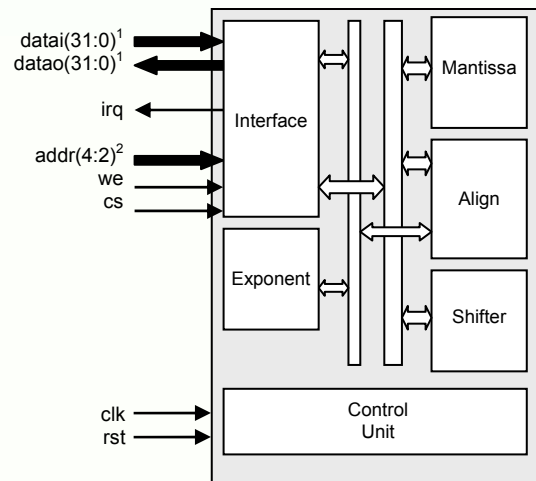 datai(31:0)¹
datao(31:0)¹
irq
addr(4:2)²
we
cs
clk
rst
Interface
Exponent
Mantissa
Align
Shifter
Control
Unit